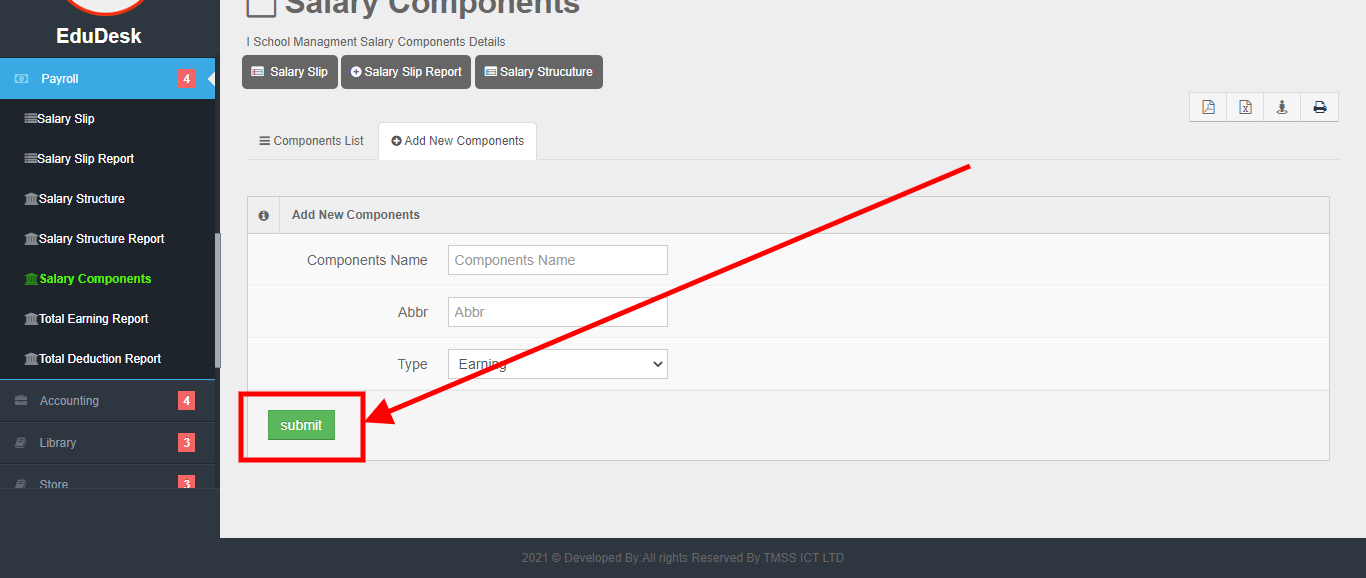 EduDesk
Payroll 4
Salary Slip
Salary Slip Report
Salary Structure
Salary Structure Report
Salary Components
Total Earning Report
Total Deduction Report
Accounting 4
Library 3
Store 3
Salary Components
I School Managment Salary Components Details
Salary Slip Salary Slip Report Salary Strucuture
Components List Add New Components
Add New Components
Components Name Components Name
Abbr Abbr
Type Earning
submit
2021 © Developed By:All rights Reserved By TMSS ICT LTD